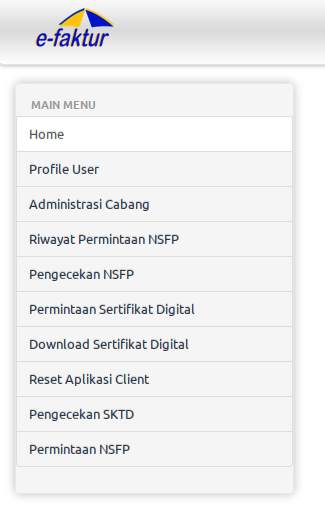 e-faktur
MAIN MENU
Home
Profile User
Administrasi Cabang
Riwayat Permintaan NSFP
Pengecekan NSFP
Permintaan Sertifikat Digital
Download Sertifikat Digital
Reset Aplikasi Client
Pengecekan SKTD
Permintaan NSFP